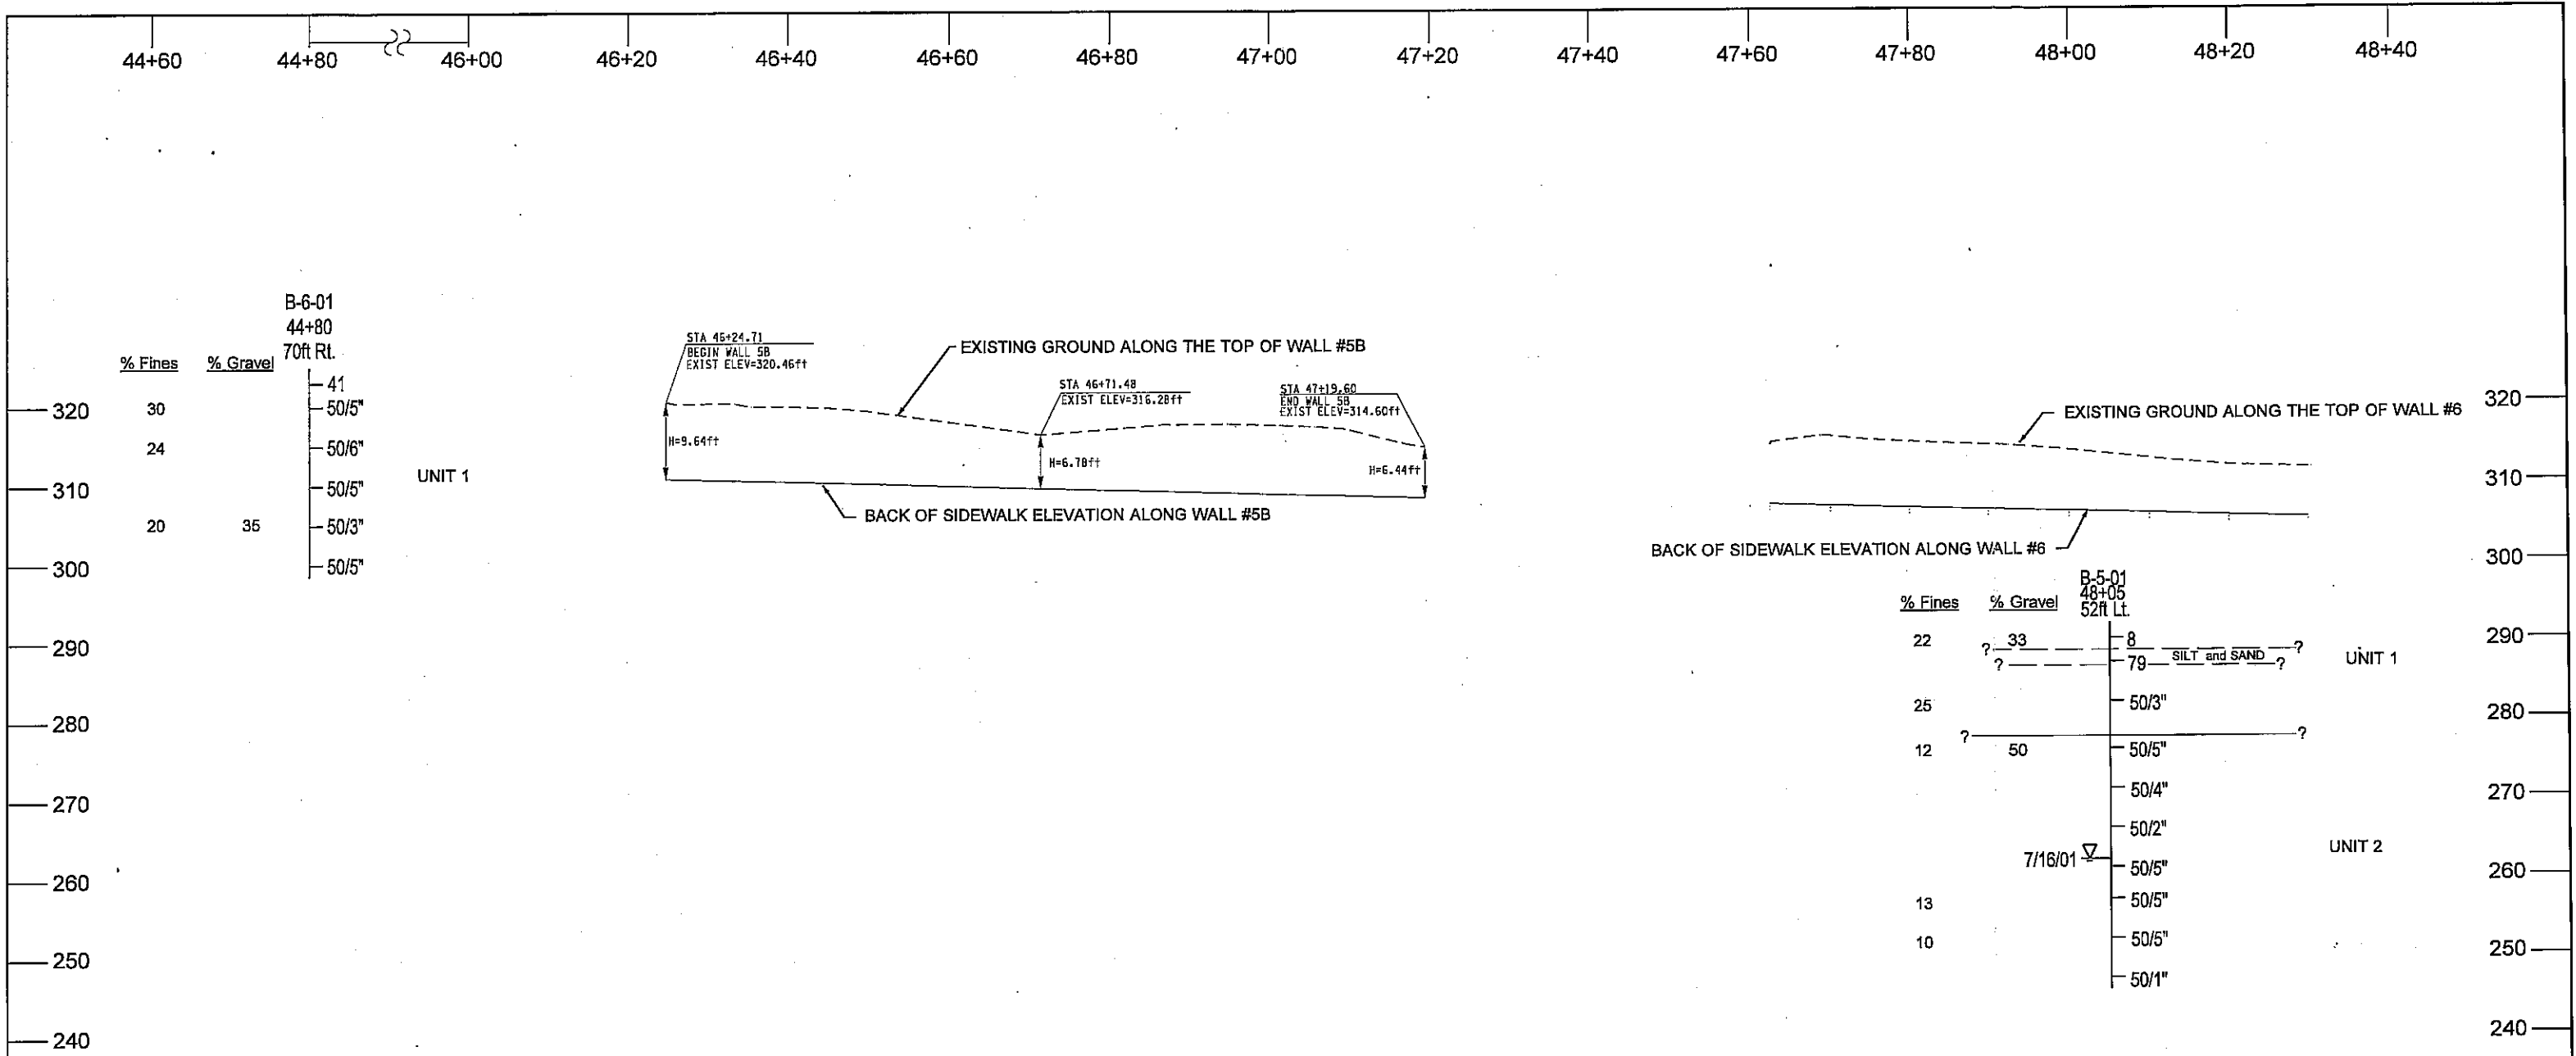 44+60 44+80 46+00 46+20 46+40 46+60 46+80 47+00 47+20 47+40 47+60 47+80 48+00 48+20 48+40
B-6-01
44+80
70ft Rt.
% Fines % Gravel
41
30 50/5"
24 50/6"
50/5"
20 35 50/3"
50/5"
UNIT 1
STA 46+24.71
BEGIN WALL 5B
EXIST ELEV=320.46ft
H=9.64ft
EXISTING GROUND ALONG THE TOP OF WALL #5B
STA 46+71.48
EXIST ELEV=316.28ft
H=6.78ft
STA 47+19.60
END WALL 5B
EXIST ELEV=314.60ft
H=6.44ft
BACK OF SIDEWALK ELEVATION ALONG WALL #5B
EXISTING GROUND ALONG THE TOP OF WALL #6
BACK OF SIDEWALK ELEVATION ALONG WALL #6
B-5-01
48+05
52ft Lt.
% Fines % Gravel
22 33 8
? ?
? 79 SILT and SAND ?
UNIT 1
25 50/3"
? ?
12 50 50/5"
50/4"
50/2"
UNIT 2
7/16/01
50/5"
13 50/5"
10 50/5"
50/1"
320 320
310 310
300 300
290 290
280 280
270 270
260 260
250 250
240 240